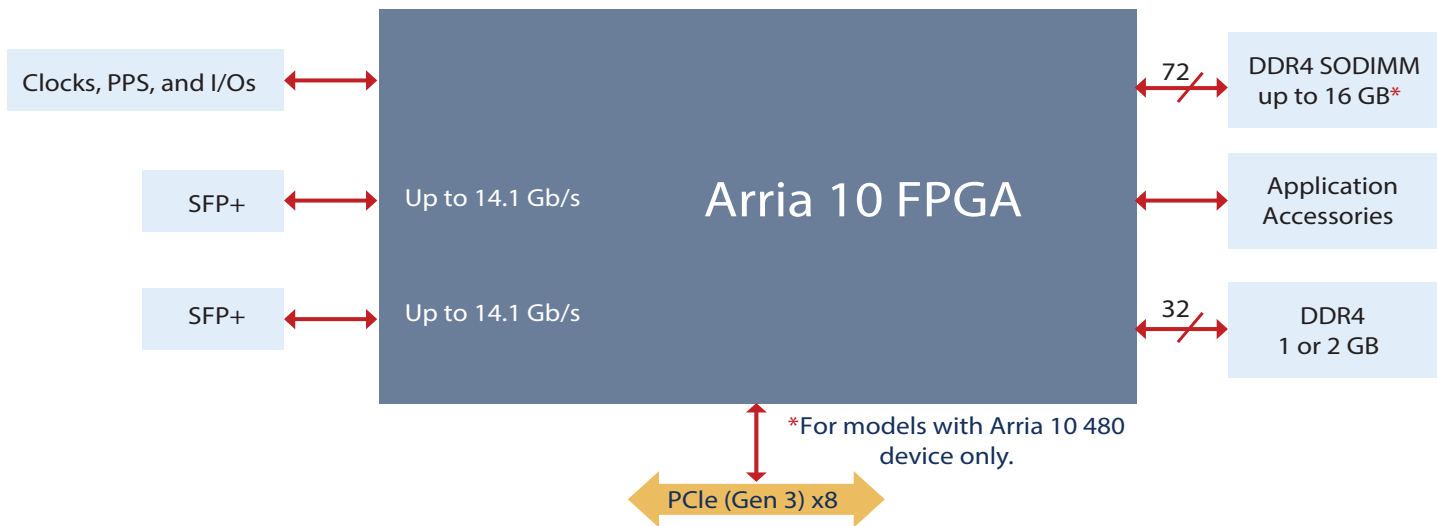 Clocks, PPS, and I/Os
SFP+
SFP+
Up to 14.1 Gb/s
Up to 14.1 Gb/s
Arria 10 FPGA
72
DDR4 SODIMM
up to 16 GB*
Application
Accessories
32
DDR4
1 or 2 GB
*For models with Arria 10 480
device only.
PCIe (Gen 3) x8